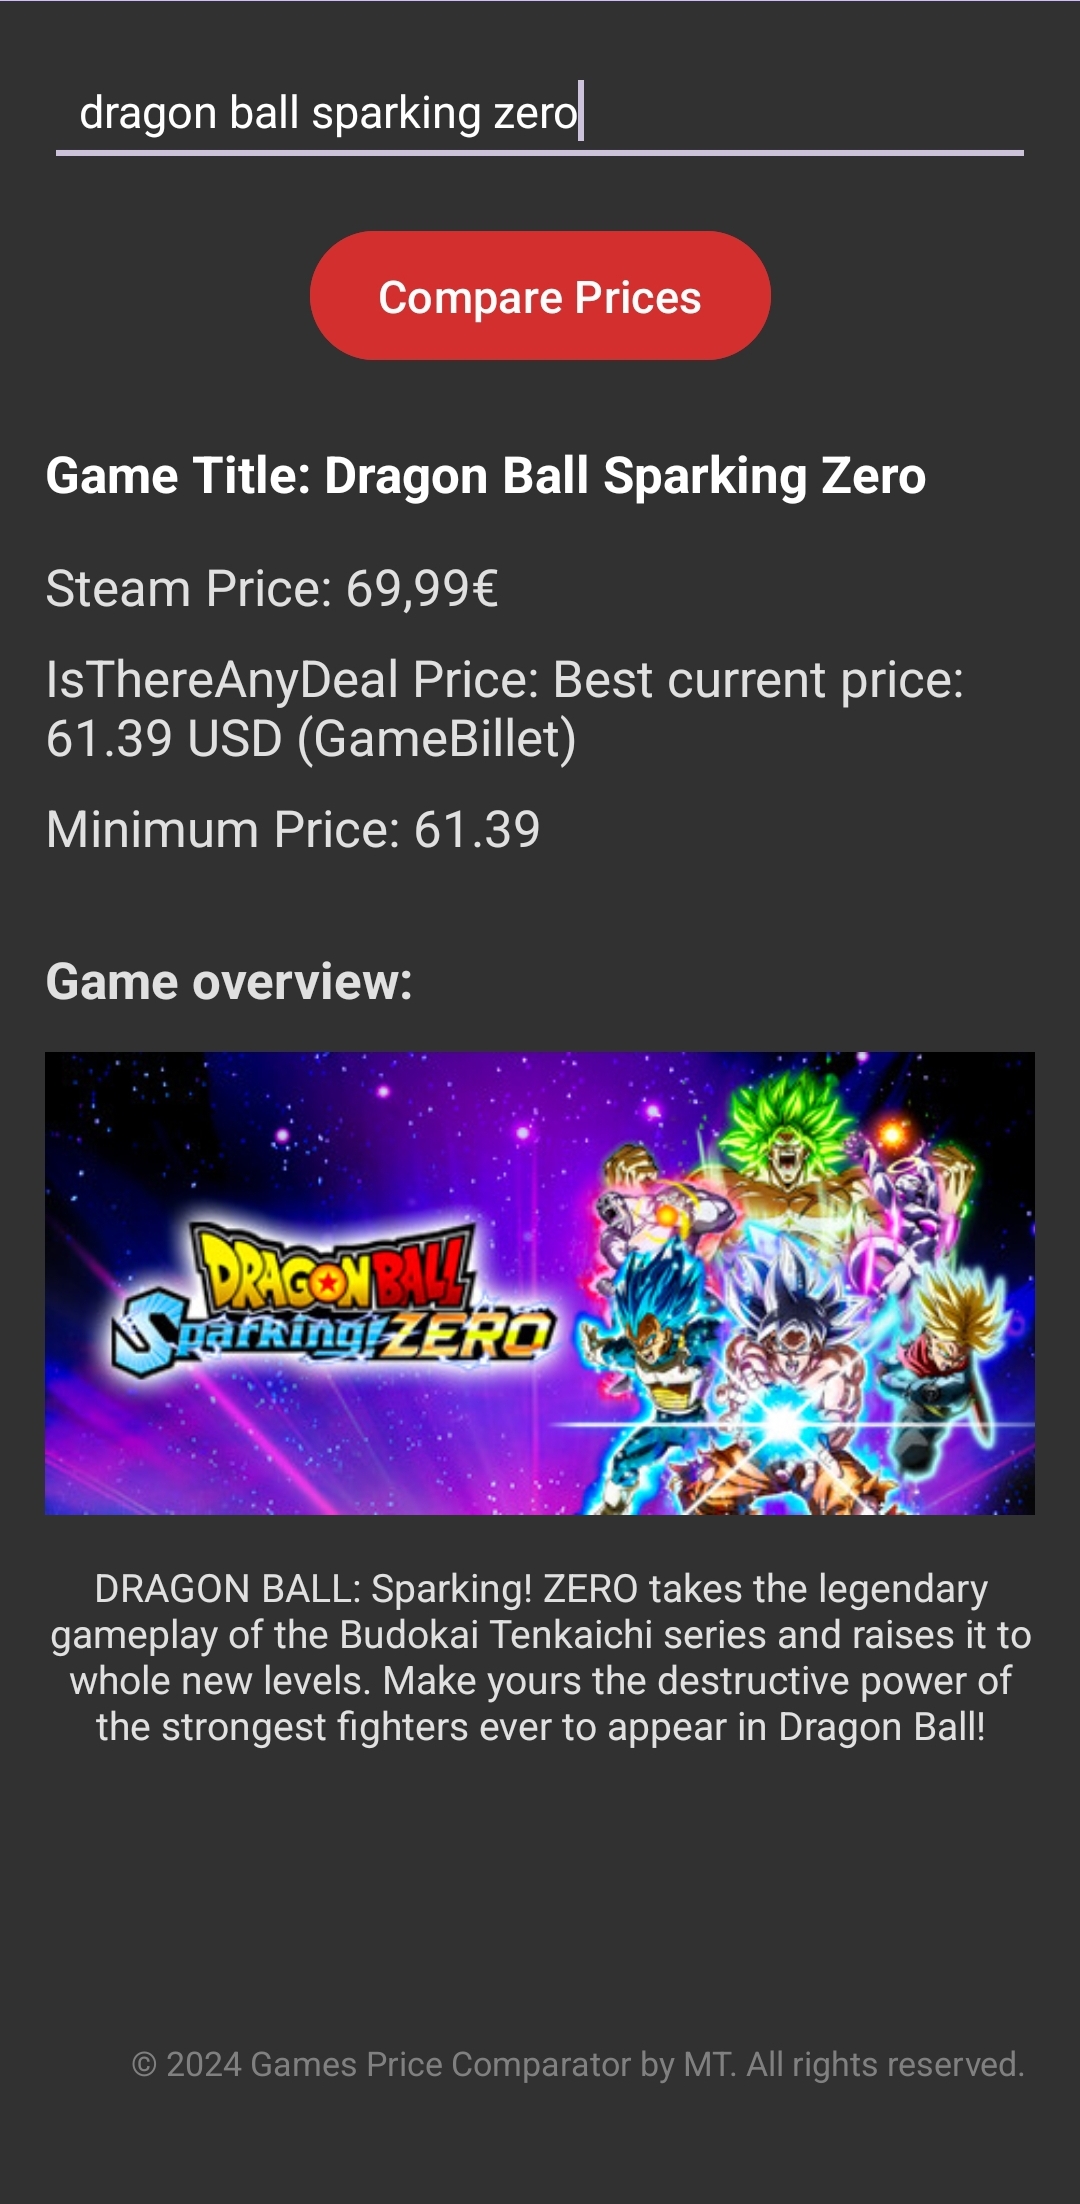 dragon ball sparking zero
Compare Prices
Game Title: Dragon Ball Sparking Zero
Steam Price: 69,99€
IsThereAnyDeal Price: Best current price:
61.39 USD (GameBillet)
Minimum Price: 61.39
Game overview:
DRAGON BALL
Sparking! ZERO
DRAGON BALL: Sparking! ZERO takes the legendary
gameplay of the Budokai Tenkaichi series and raises it to
whole new levels. Make yours the destructive power of
the strongest fighters ever to appear in Dragon Ball!
© 2024 Games Price Comparator by MT. All rights reserved.